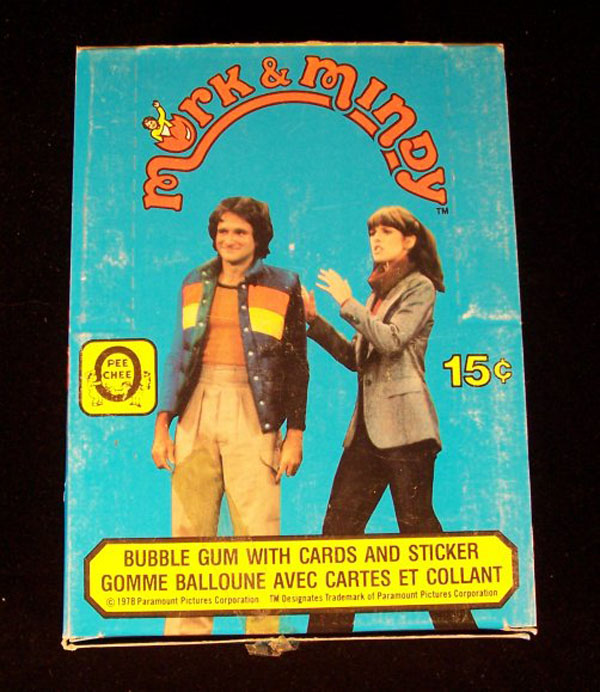 mork & mindy
TM
O
PEE
CHEE
15¢
BUBBLE GUM WITH CARDS AND STICKER
GOMME BALLOUNE AVEC CARTES ET COLLANT
© 1978 Paramount Pictures Corporation TM Designates Trademark of Paramount Pictures Corporation